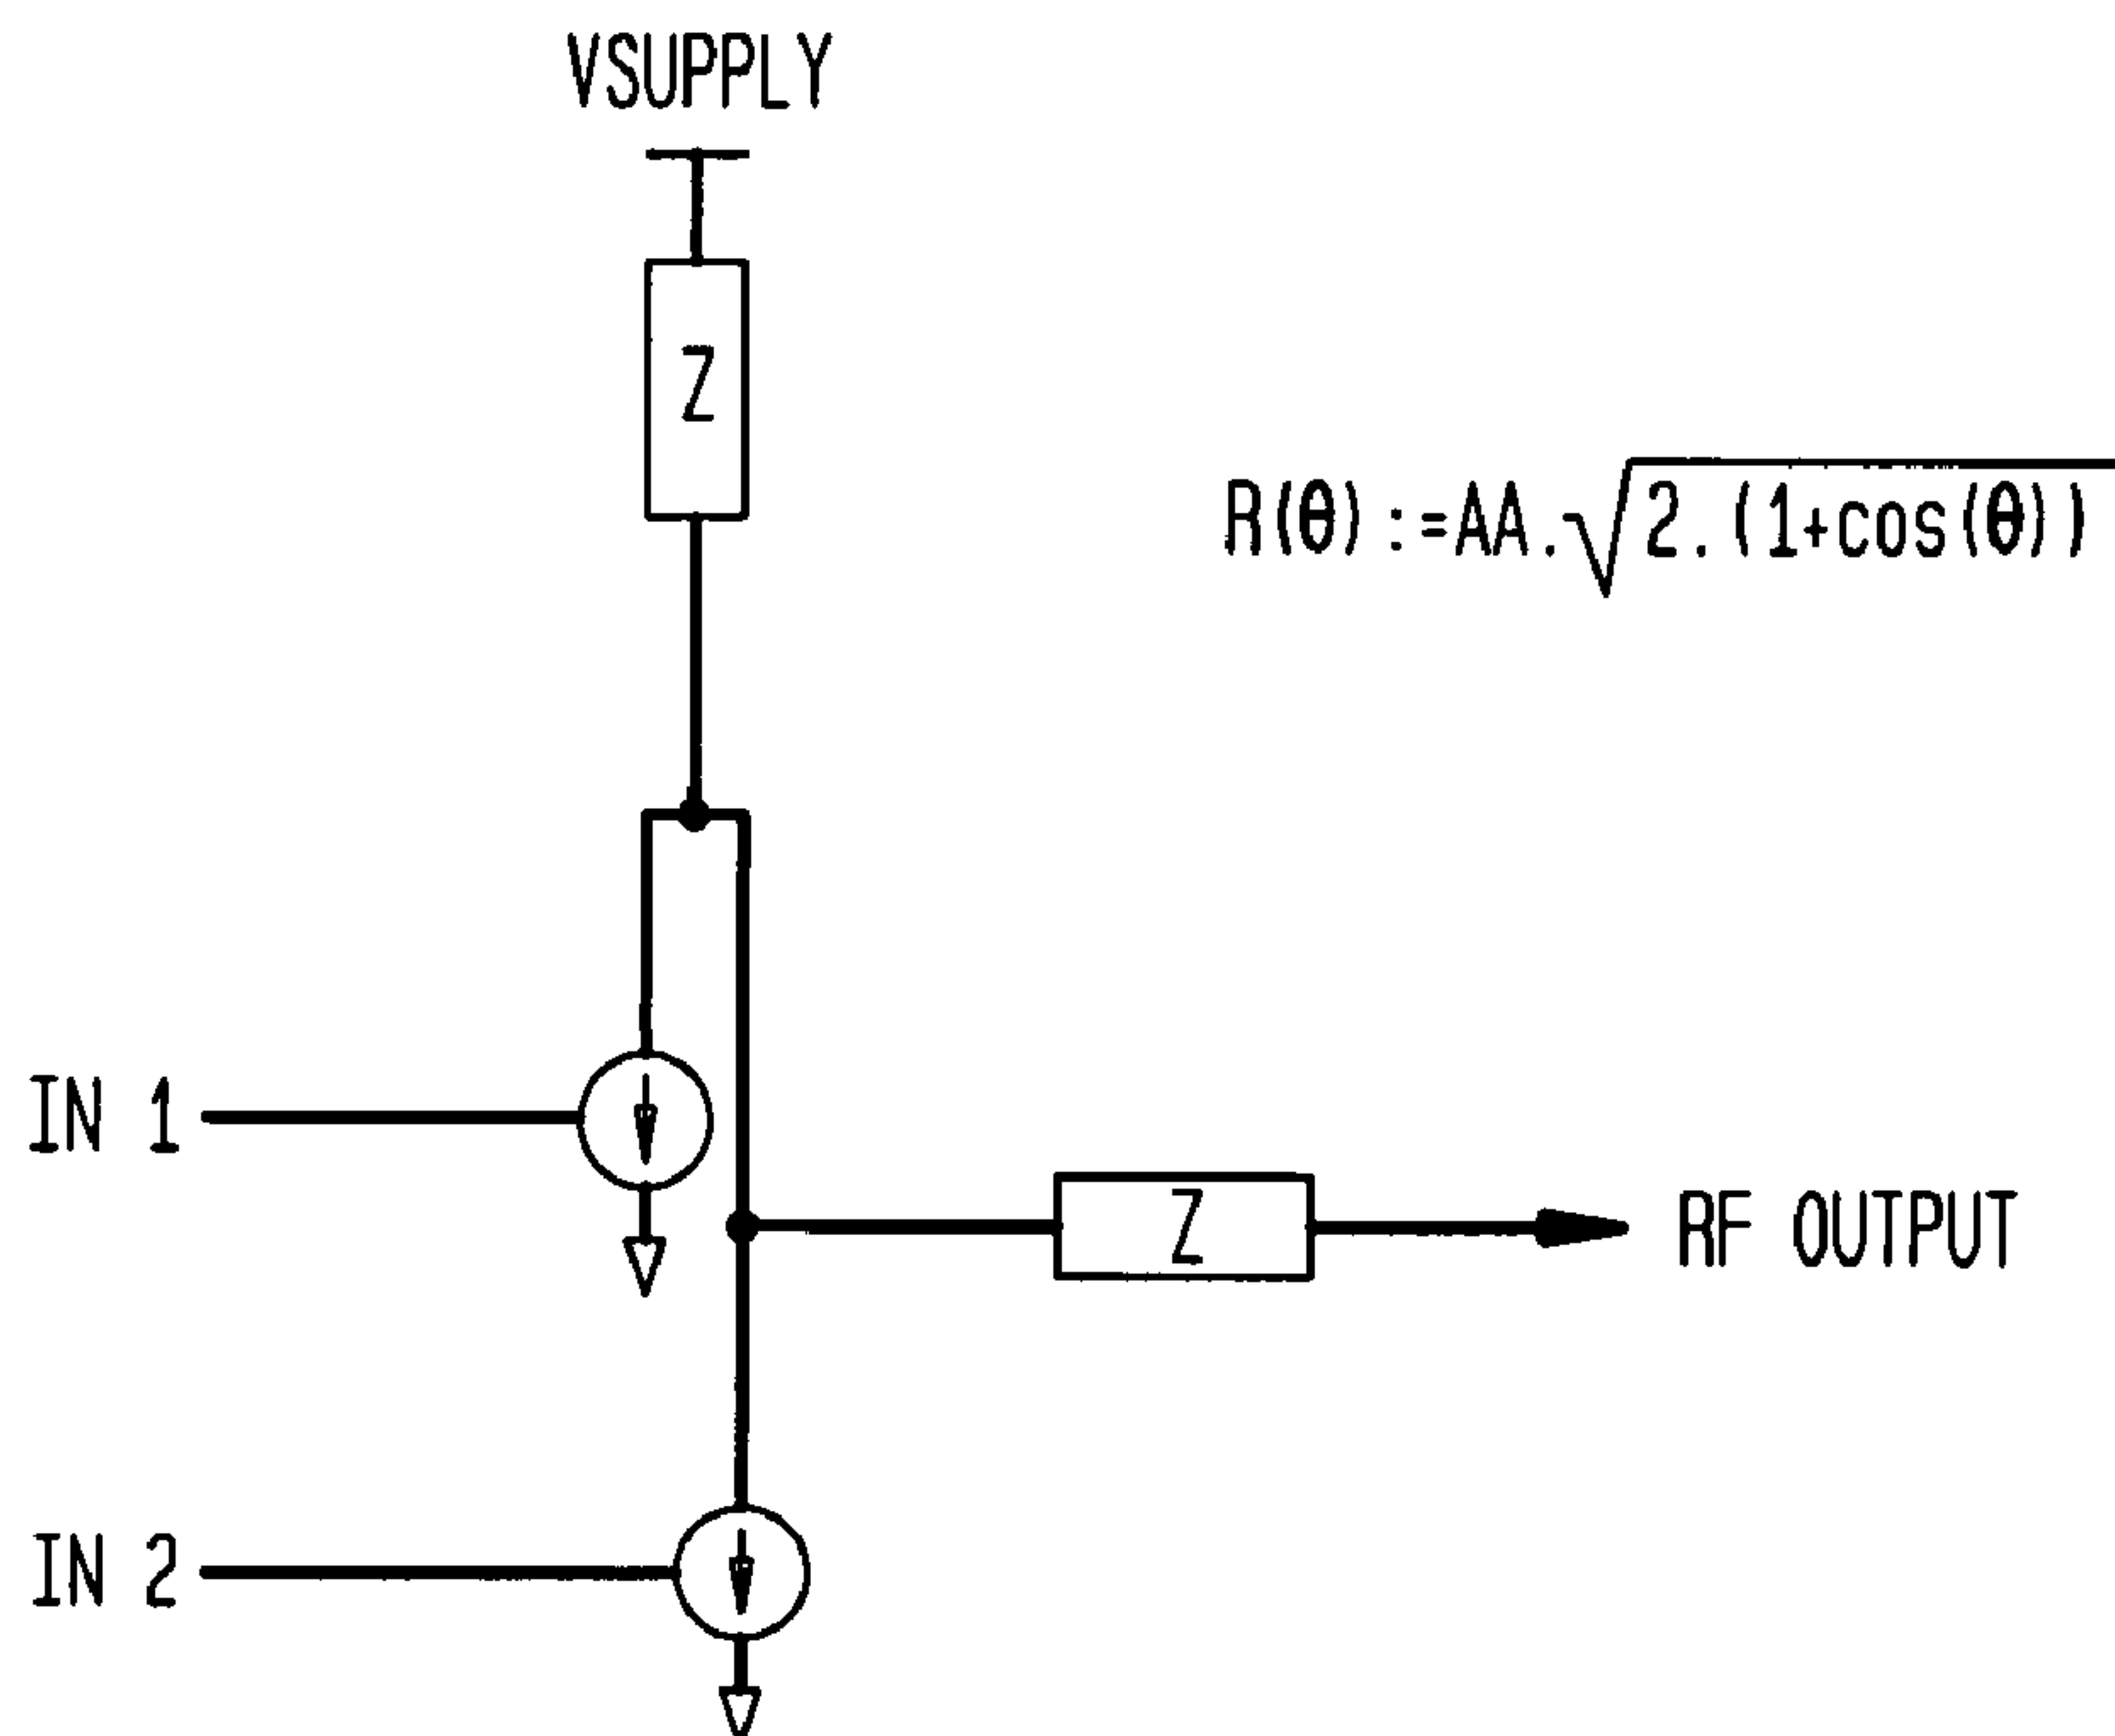 VSUPPLY
Z
R(θ):=AA.√2.(1+cos(θ))
IN 1
Z
RF OUTPUT
IN 2